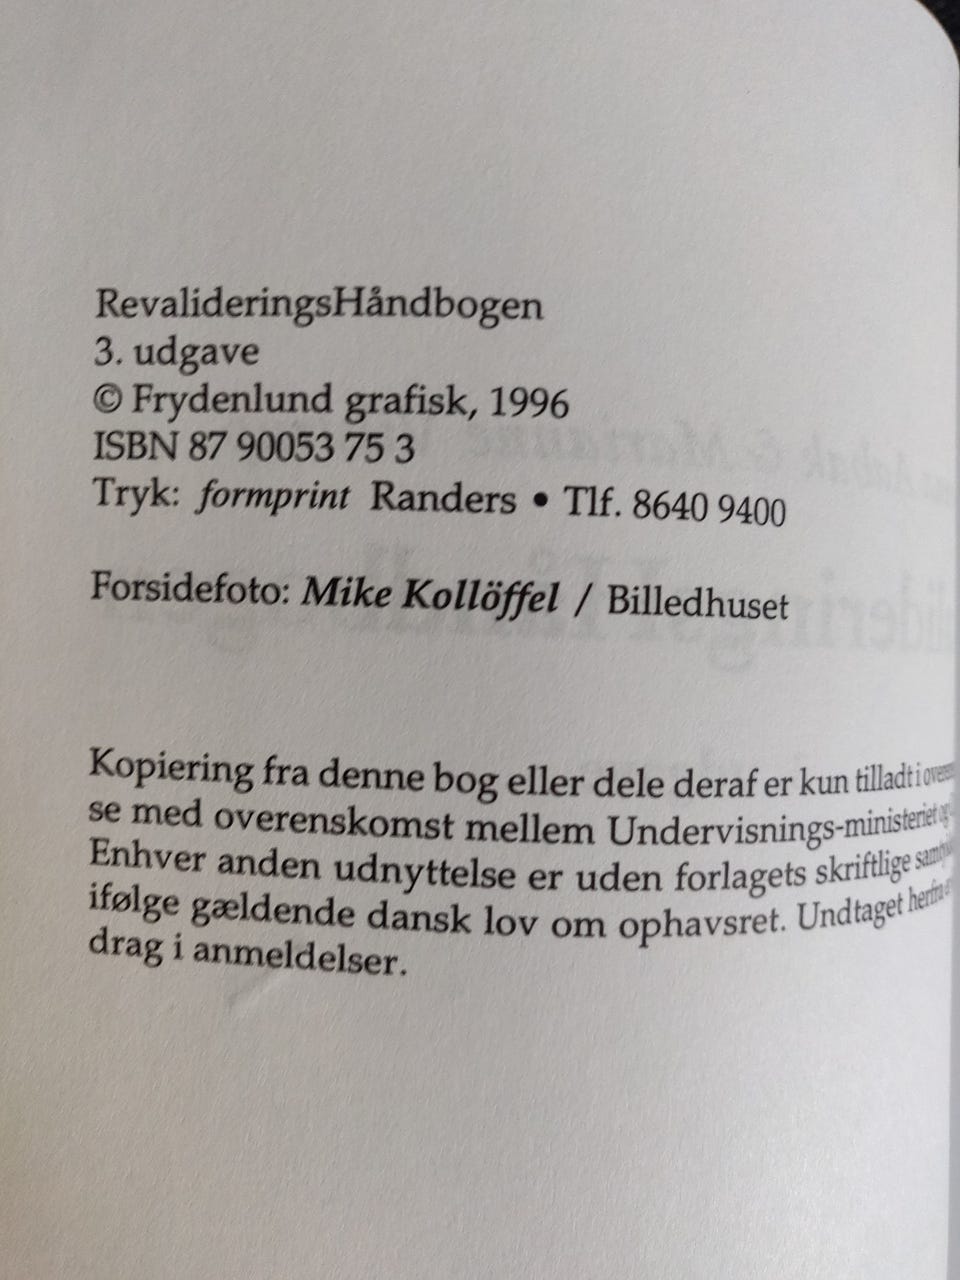 RevalideringsHåndbogen
3. udgave
© Frydenlund grafisk, 1996
ISBN 87 90053 75 3
Tryk: formprint Randers • Tlf. 8640 9400
Forsidefoto: Mike Kollöffel / Billedhuset
Kopiering fra denne bog eller dele deraf er kun tilladt i
se med overenskomst mellem Undervisnings-ministeriet og
Enhver anden udnyttelse er uden forlagets skriftlige
ifølge gældende dansk lov om ophavsret. Undtaget herfra
drag i anmeldelser.